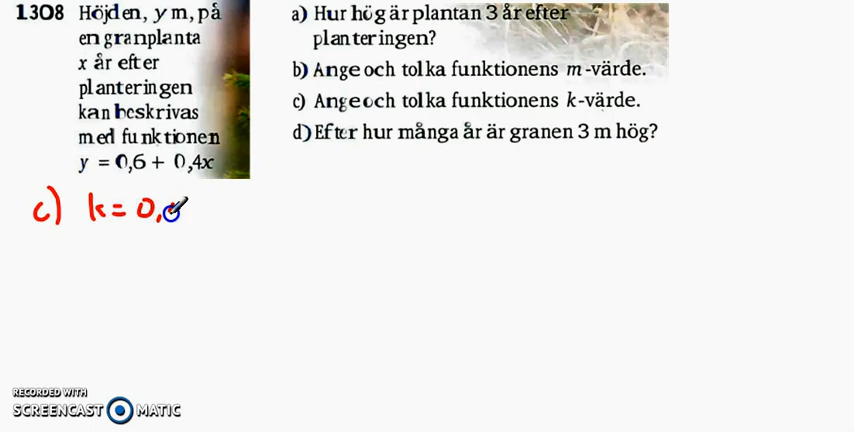 1308 Höjden, y m, på
en granplanta
x år efter
planteringen
kan beskrivas
med funktionen
y = 0,6 + 0,4x
a) Hur hög är plantan 3 år efter
planteringen?
b) Ange och tolka funktionens m-värde.
c) Ange och tolka funktionens k-värde.
d) Efter hur många år är granen 3 m hög?
c) k = 0,
RECORDED WITH
SCREENCAST MATIC